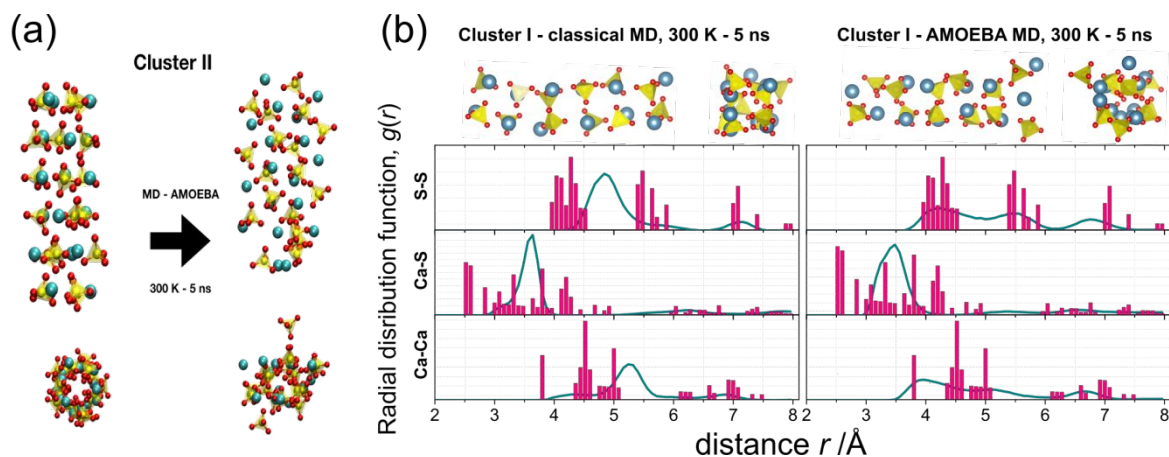 (a)
Cluster II
MD - AMOEBA
300 K - 5 ns
(b)
Cluster I - classical MD, 300 K - 5 ns
Cluster I - AMOEBA MD, 300 K - 5 ns
Radial disribution function, g(r)
S-S
Ca-S
Ca-Ca
2 3 4 5 6 7 8
2 3 4 5 6 7 8
distance r /Å